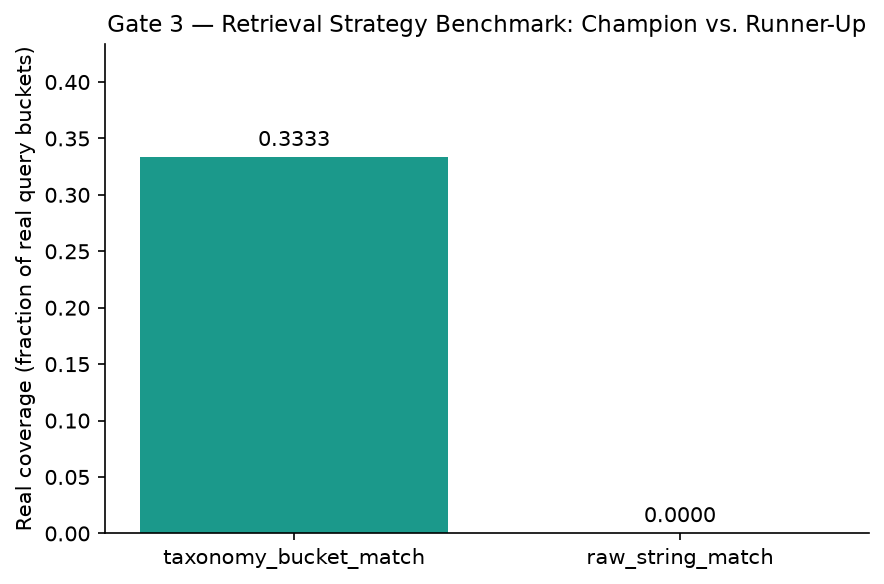 Gate 3 — Retrieval Strategy Benchmark: Champion vs. Runner-Up
Real coverage (fraction of real query buckets)
0.40
0.35
0.30
0.25
0.20
0.15
0.10
0.05
0.00
0.3333
0.0000
taxonomy_bucket_match
raw_string_match